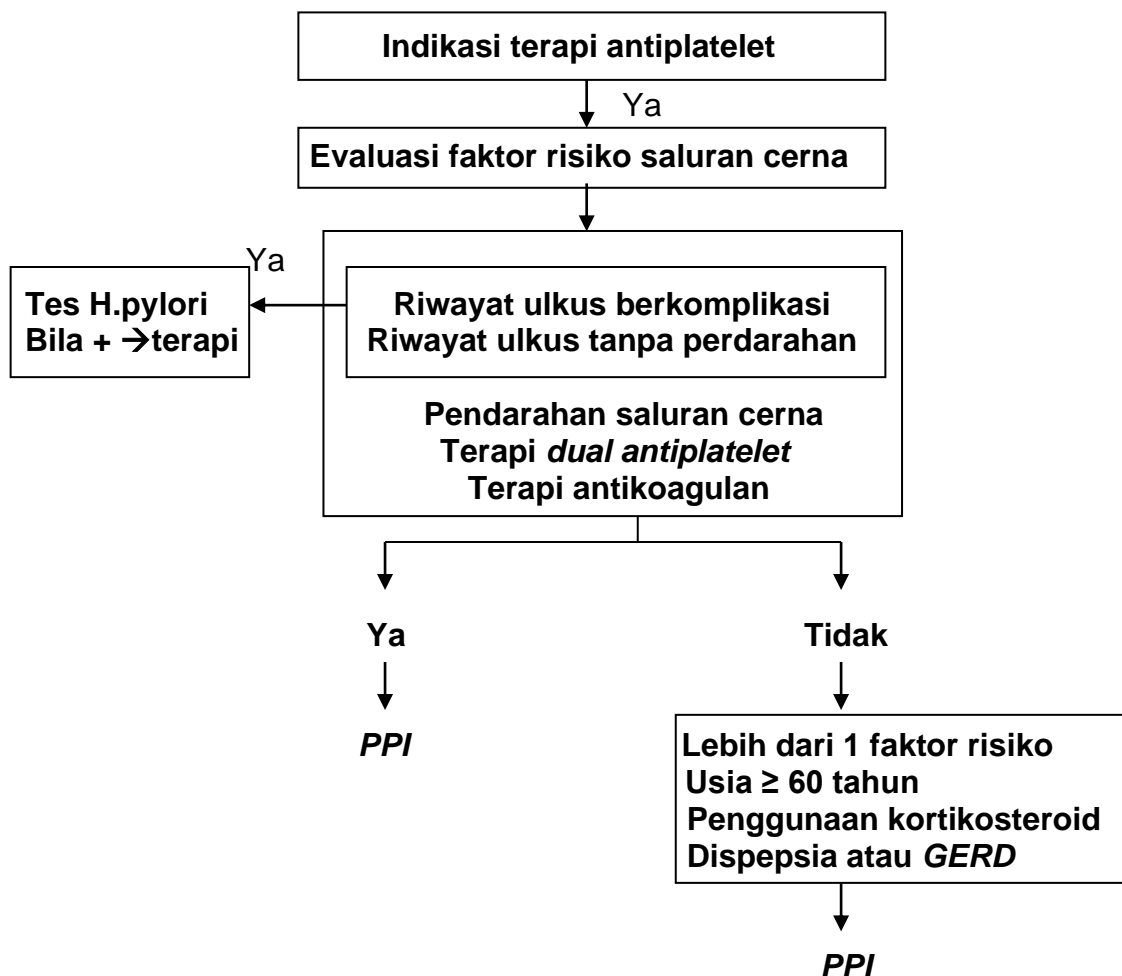 Indikasi terapi antiplatelet
Ya
Evaluasi faktor risiko saluran cerna
Ya
Tes H.pylori
Bila + →terapi
Riwayat ulkus berkomplikasi
Riwayat ulkus tanpa perdarahan
Pendarahan saluran cerna
Terapi dual antiplatelet
Terapi antikoagulan
Ya
Tidak
PPI
Lebih dari 1 faktor risiko
Usia ≥ 60 tahun
Penggunaan kortikosteroid
Dispepsia atau GERD
PPI